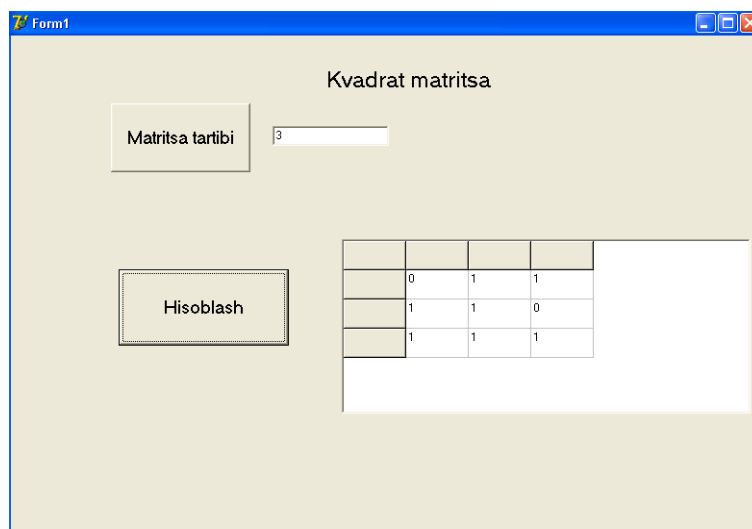 Form1
Kvadrat matritsa
Matritsa tartibi 3
Hisoblash
0 1 1
1 1 0
1 1 1